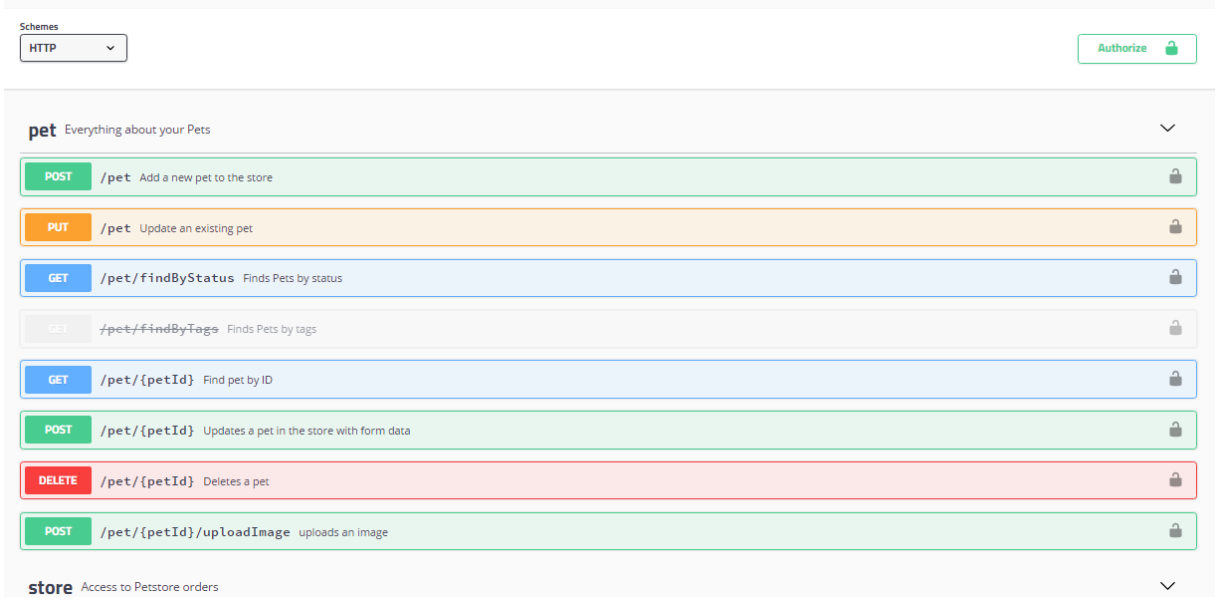 Schemes
HTTP
Authorize
pet Everything about your Pets
POST /pet Add a new pet to the store
PUT /pet Update an existing pet
GET /pet/findByStatus Finds Pets by status
GET /pet/findByTags Finds Pets by tags
GET /pet/{petId} Find pet by ID
POST /pet/{petId} Updates a pet in the store with form data
DELETE /pet/{petId} Deletes a pet
POST /pet/{petId}/uploadImage uploads an image
store Access to Petstore orders